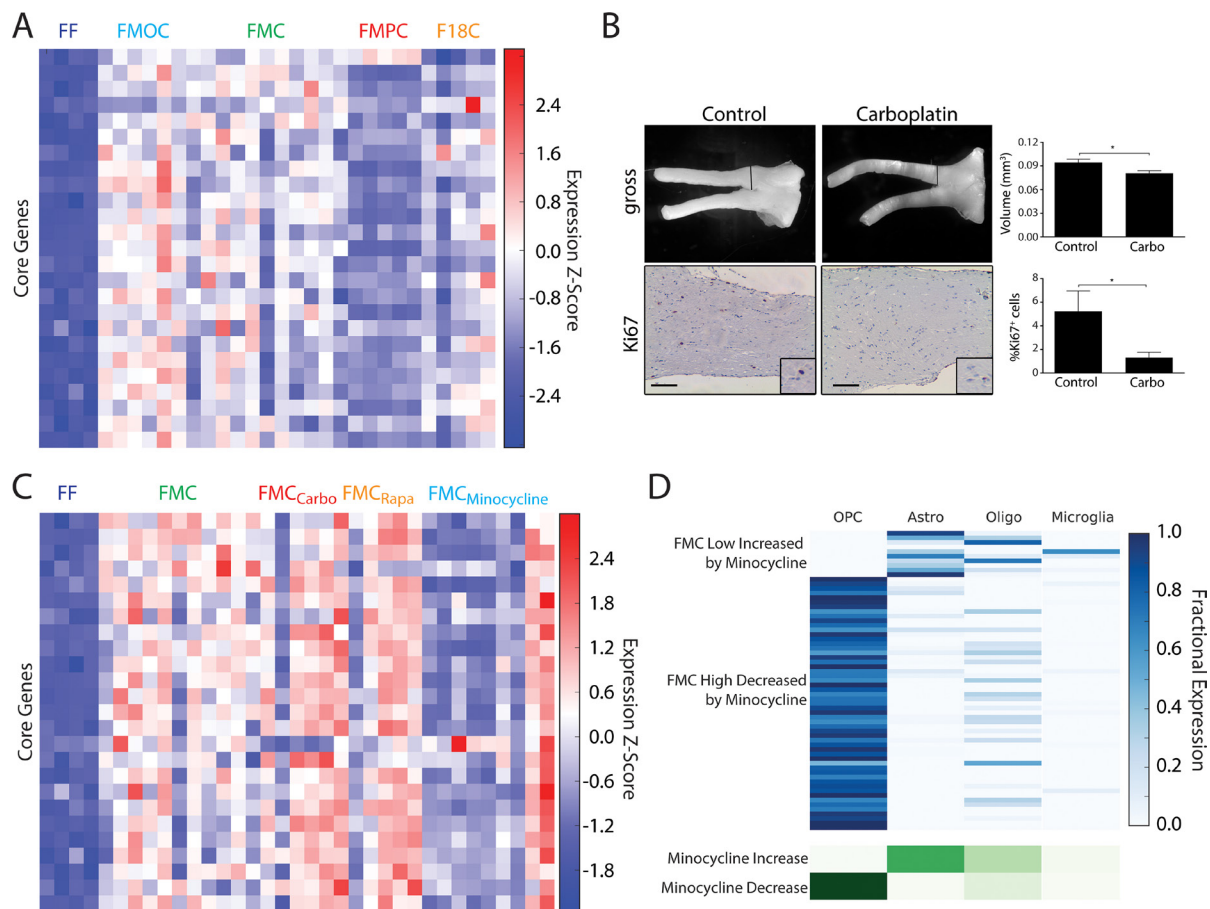 A
FF FMOC FMC FMPC F18C
Core Genes
2.4
1.6
0.8
0.0
-0.8
-1.6
-2.4
Expression Z-Score
B
Control Carboplatin
gross
Ki67
Volume (mm³)
0.12
0.09
0.06
0.03
0.00
*
Control Carbo
%Ki67⁺ cells
8
6
4
2
0
*
Control Carbo
C
FF FMC FMC_Carbo FMC_Rapa FMC_Minocycline
Core Genes
2.4
1.8
1.2
0.6
0.0
-0.6
-1.2
-1.8
Expression Z-Score
D
OPC Astro Oligo Microglia
FMC Low Increased
by Minocycline
FMC High Decreased
by Minocycline
1.0
0.8
0.6
0.4
0.2
0.0
Fractional Expression
Minocycline Increase
Minocycline Decrease